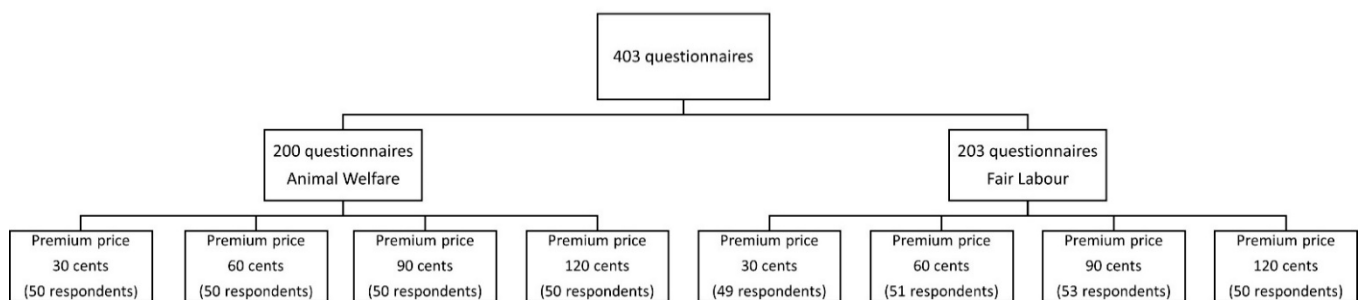 403 questionnaires
200 questionnaires
Animal Welfare
203 questionnaires
Fair Labour
Premium price
30 cents
(50 respondents)
Premium price
60 cents
(50 respondents)
Premium price
90 cents
(50 respondents)
Premium price
120 cents
(50 respondents)
Premium price
30 cents
(49 respondents)
Premium price
60 cents
(51 respondents)
Premium price
90 cents
(53 respondents)
Premium price
120 cents
(50 respondents)